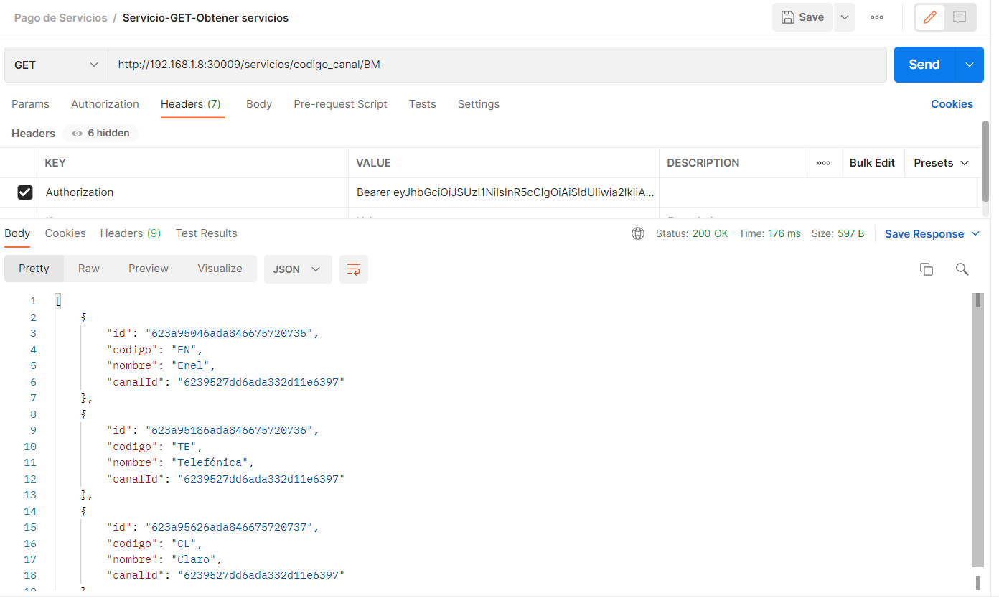 Pago de Servicios / Servicio-GET-Obtener servicios
Save
GET
http://192.168.1.8:30009/servicios/codigo_canal/BM
Send
Params Authorization Headers (7) Body Pre-request Script Tests Settings Cookies
Headers 6 hidden
KEY VALUE DESCRIPTION Bulk Edit Presets
Authorization Bearer eyJhbGciOiJSUzI1NiIsInR5cCIgOiAiSldUIiwia2lkIiA...
Body Cookies Headers (9) Test Results Status: 200 OK Time: 176 ms Size: 597 B Save Response
Pretty Raw Preview Visualize JSON
1 [
2 {
3 "id": "623a95046ada846675720735",
4 "codigo": "EN",
5 "nombre": "Enel",
6 "canalId": "6239527dd6ada332d11e6397"
7 },
8 {
9 "id": "623a95186ada846675720736",
10 "codigo": "TE",
11 "nombre": "Telefónica",
12 "canalId": "6239527dd6ada332d11e6397"
13 },
14 {
15 "id": "623a95626ada846675720737",
16 "codigo": "CL",
17 "nombre": "Claro",
18 "canalId": "6239527dd6ada332d11e6397"